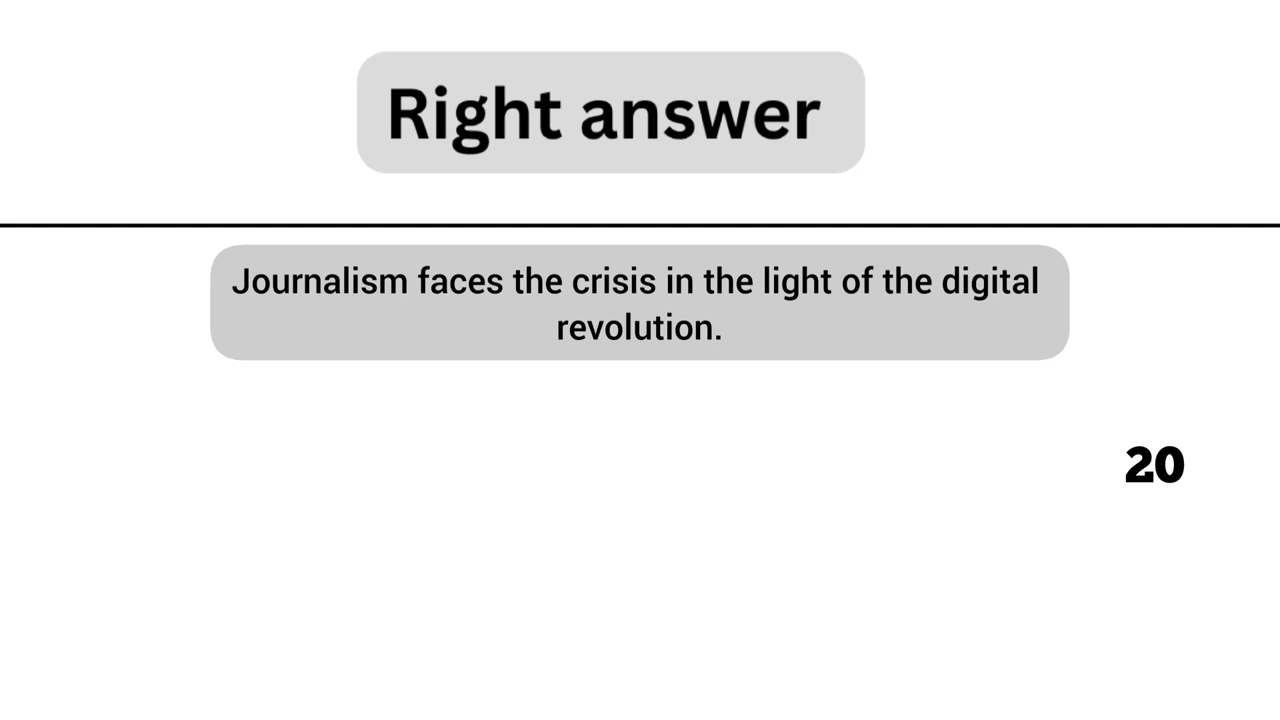 Right answer
Journalism faces the crisis in the light of the digital
revolution.
20